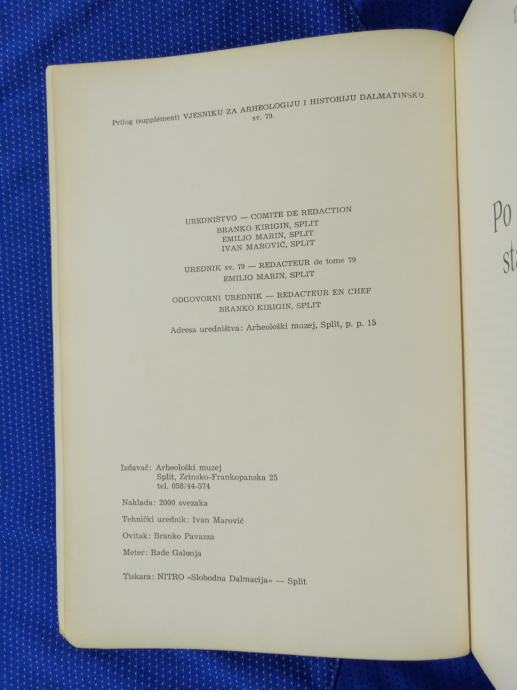 Prilog (supplément) VJESNIKU ZA ARHEOLOGIJU I HISTORIJU DALMATINSKU
sv. 79.
UREDNIŠTVO — COMITE DE REDACTION
BRANKO KIRIGIN, SPLIT
EMILIO MARIN, SPLIT
IVAN MAROVIĆ, SPLIT
UREDNIK sv. 79 — REDACTEUR de tome 79
EMILIO MARIN, SPLIT
ODGOVORNI UREDNIK — REDACTEUR EN CHEF
BRANKO KIRIGIN, SPLIT
Adresa uredništva: Arheološki muzej, Split, p. p. 15
Izdavač: Arheološki muzej
Split, Zrinsko-Frankopanska 25
tel. 058/44-574
Naklada: 2000 svezaka
Tehnički urednik: Ivan Marović
Ovitak: Branko Pavazza
Meter: Rade Galonja
Tiskara: NITRO »Slobodna Dalmacija« — Split
Po